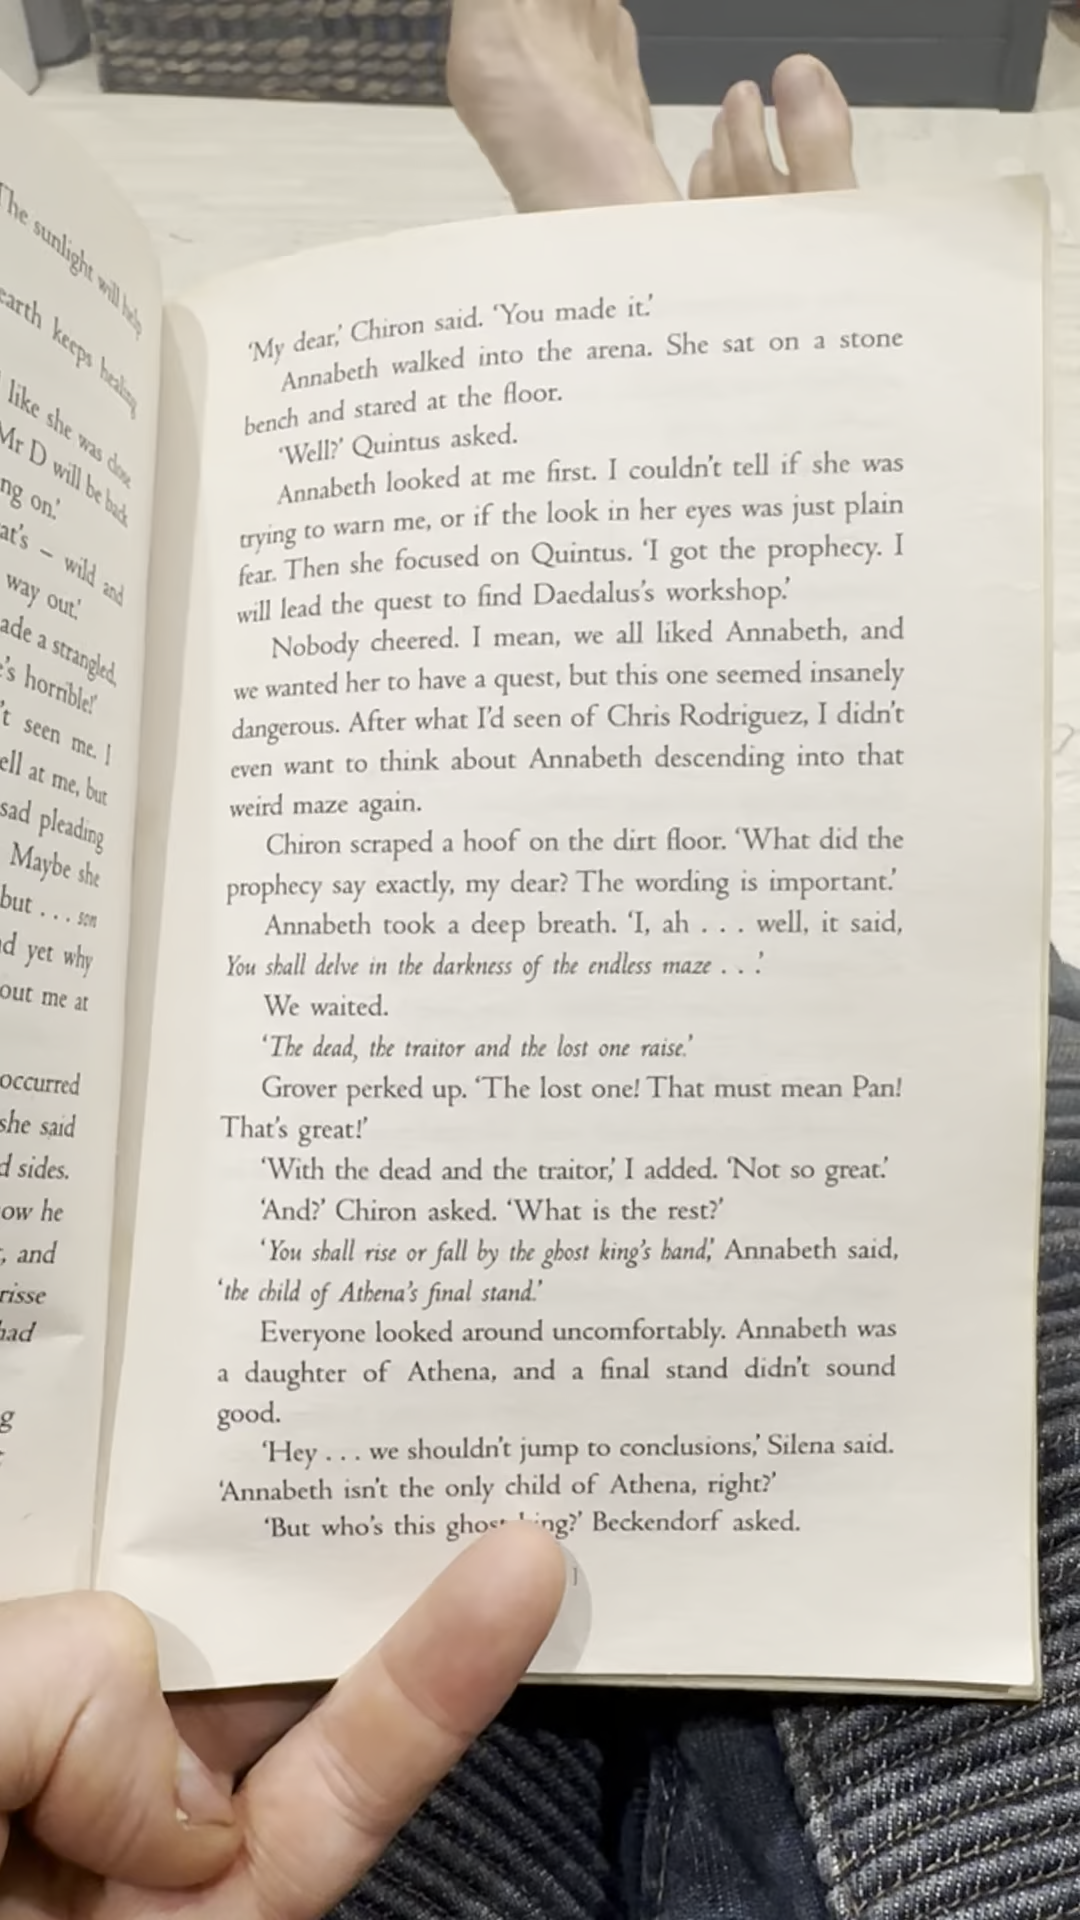 The sunlight will help
earth keeps healing
like she was close
Mr D will be back
ng on.'
at's – wild and
way out.'
ade a strangled,
's horrible!'
't seen me. I
ell at me, but
sad pleading
Maybe she
but . . . son
d yet why
out me at
occurred
she said
d sides.
ow he
, and
risse
had
g
'My dear,' Chiron said. 'You made it.'
Annabeth walked into the arena. She sat on a stone
bench and stared at the floor.
'Well?' Quintus asked.
Annabeth looked at me first. I couldn't tell if she was
trying to warn me, or if the look in her eyes was just plain
fear. Then she focused on Quintus. 'I got the prophecy. I
will lead the quest to find Daedalus's workshop.'
Nobody cheered. I mean, we all liked Annabeth, and
we wanted her to have a quest, but this one seemed insanely
dangerous. After what I'd seen of Chris Rodriguez, I didn't
even want to think about Annabeth descending into that
weird maze again.
Chiron scraped a hoof on the dirt floor. 'What did the
prophecy say exactly, my dear? The wording is important.'
Annabeth took a deep breath. 'I, ah . . . well, it said,
You shall delve in the darkness of the endless maze . . .'
We waited.
'The dead, the traitor and the lost one raise.'
Grover perked up. 'The lost one! That must mean Pan!
That's great!'
'With the dead and the traitor,' I added. 'Not so great.'
'And?' Chiron asked. 'What is the rest?'
'You shall rise or fall by the ghost king's hand,' Annabeth said,
'the child of Athena's final stand.'
Everyone looked around uncomfortably. Annabeth was
a daughter of Athena, and a final stand didn't sound
good.
'Hey . . . we shouldn't jump to conclusions,' Silena said.
'Annabeth isn't the only child of Athena, right?'
'But who's this ghost king?' Beckendorf asked.